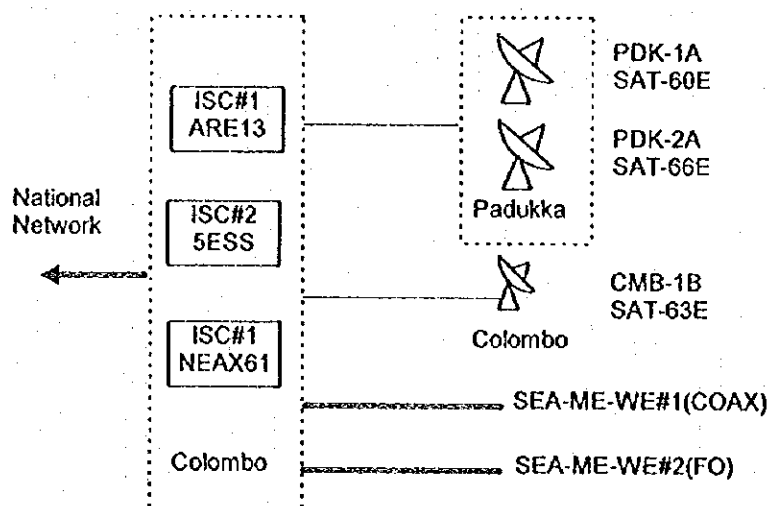 National
Network
ISC#1
ARE13
ISC#2
5ESS
ISC#1
NEAX61
Colombo
PDK-1A
SAT-60E
PDK-2A
SAT-66E
Padukka
CMB-1B
SAT-63E
Colombo
SEA-ME-WE#1(COAX)
SEA-ME-WE#2(FO)